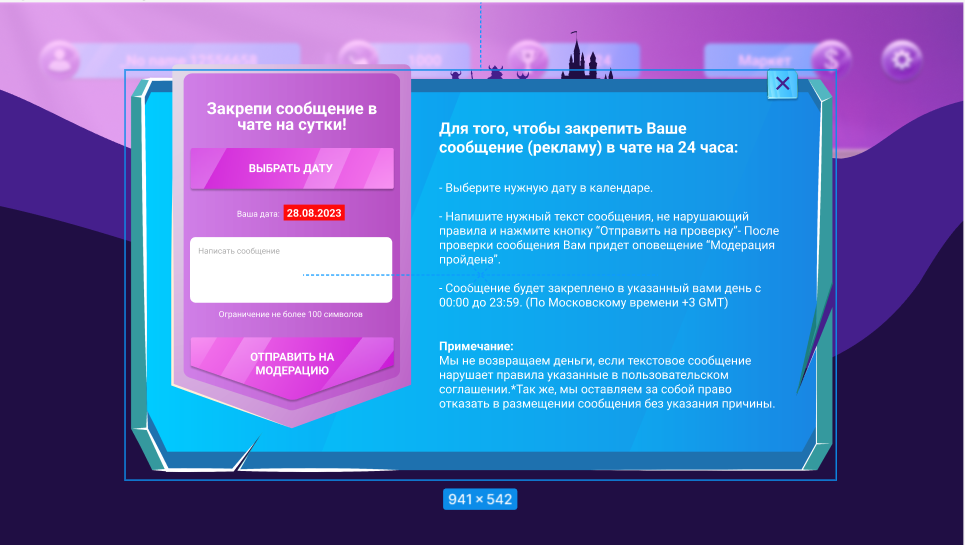 Маркет
Закрепи сообщение в
чате на сутки!
ВЫБРАТЬ ДАТУ
Ваша дата: 28.08.2023
Написать сообщение
Ограничение не более 100 символов
ОТПРАВИТЬ НА
МОДЕРАЦИЮ
Для того, чтобы закрепить Ваше
сообщение (рекламу) в чате на 24 часа:
- Выберите нужную дату в календаре.
- Напишите нужный текст сообщения, не нарушающий
правила и нажмите кнопку "Отправить на проверку"- После
проверки сообщения Вам придет оповещение "Модерация
пройдена".
- Сообщение будет закреплено в указанный вами день с
00:00 до 23:59. (По Московскому времени +3 GMT)
Примечание:
Мы не возвращаем деньги, если текстовое сообщение
нарушает правила указанные в пользовательском
соглашении.*Так же, мы оставляем за собой право
отказать в размещении сообщения без указания причины.
941 × 542